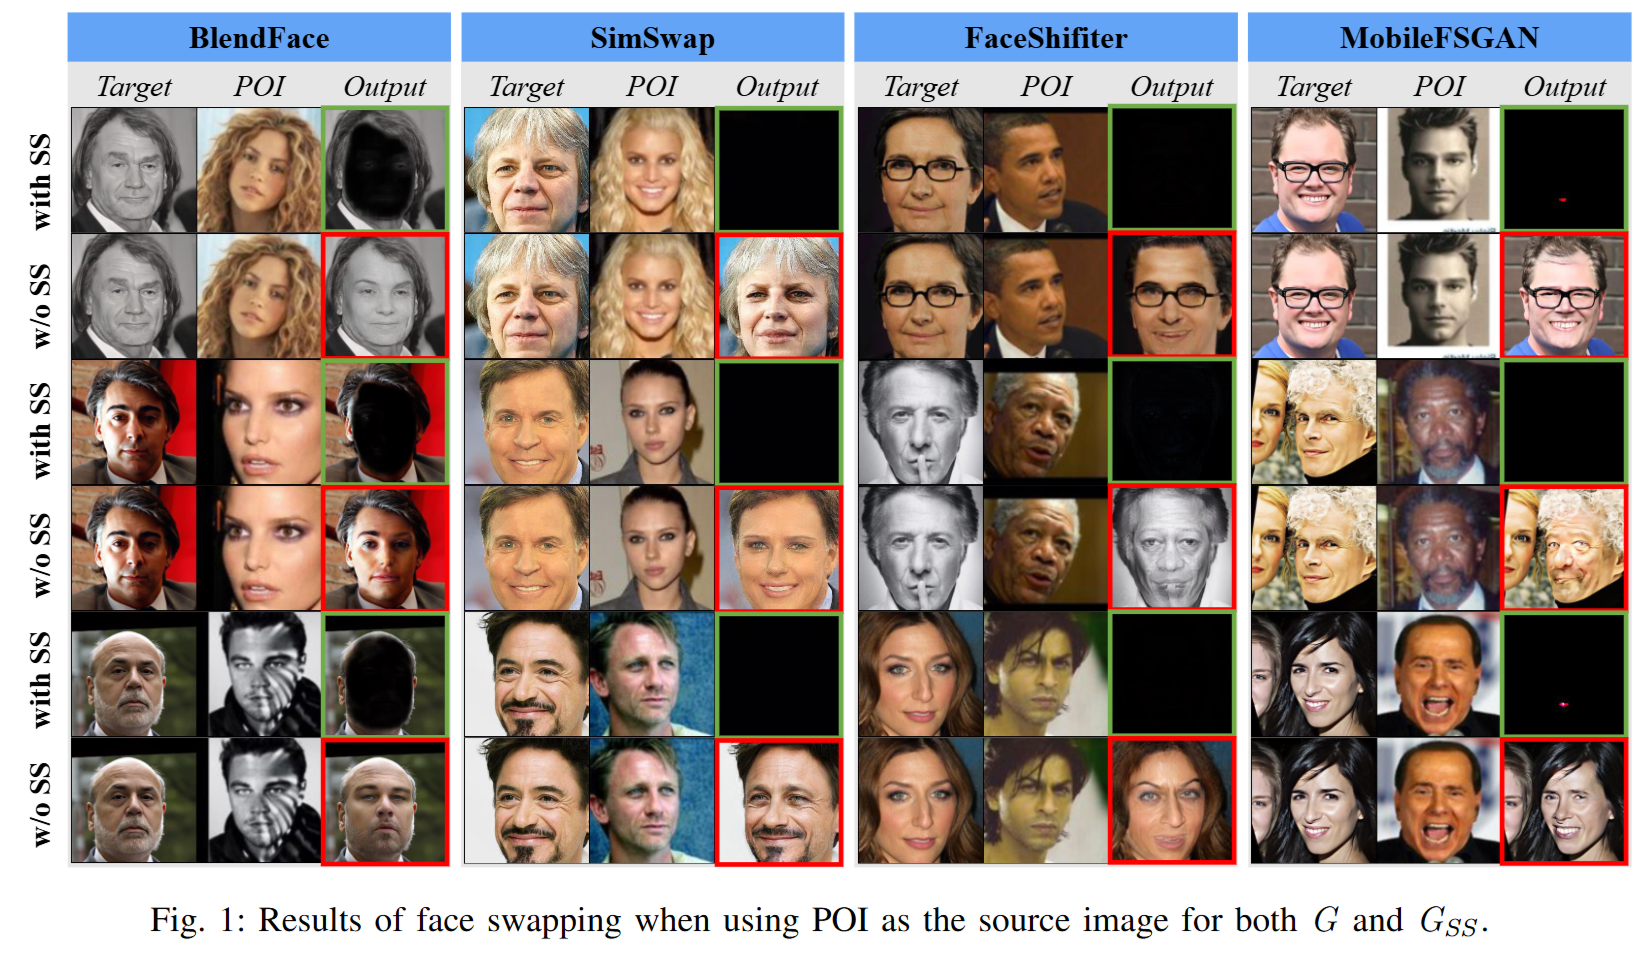 BlendFace SimSwap FaceShifiter MobileFSGAN
Target POI Output Target POI Output Target POI Output Target POI Output
with SS
w/o SS
with SS
w/o SS
with SS
w/o SS
Fig. 1: Results of face swapping when using POI as the source image for both G and G_SS.